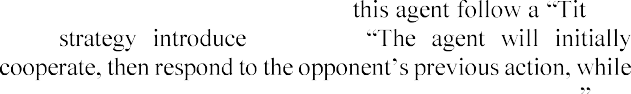 this agent follow a “Tit
strategy introduce “The agent will initially
cooperate, then respond to the opponent’s previous action, while
”